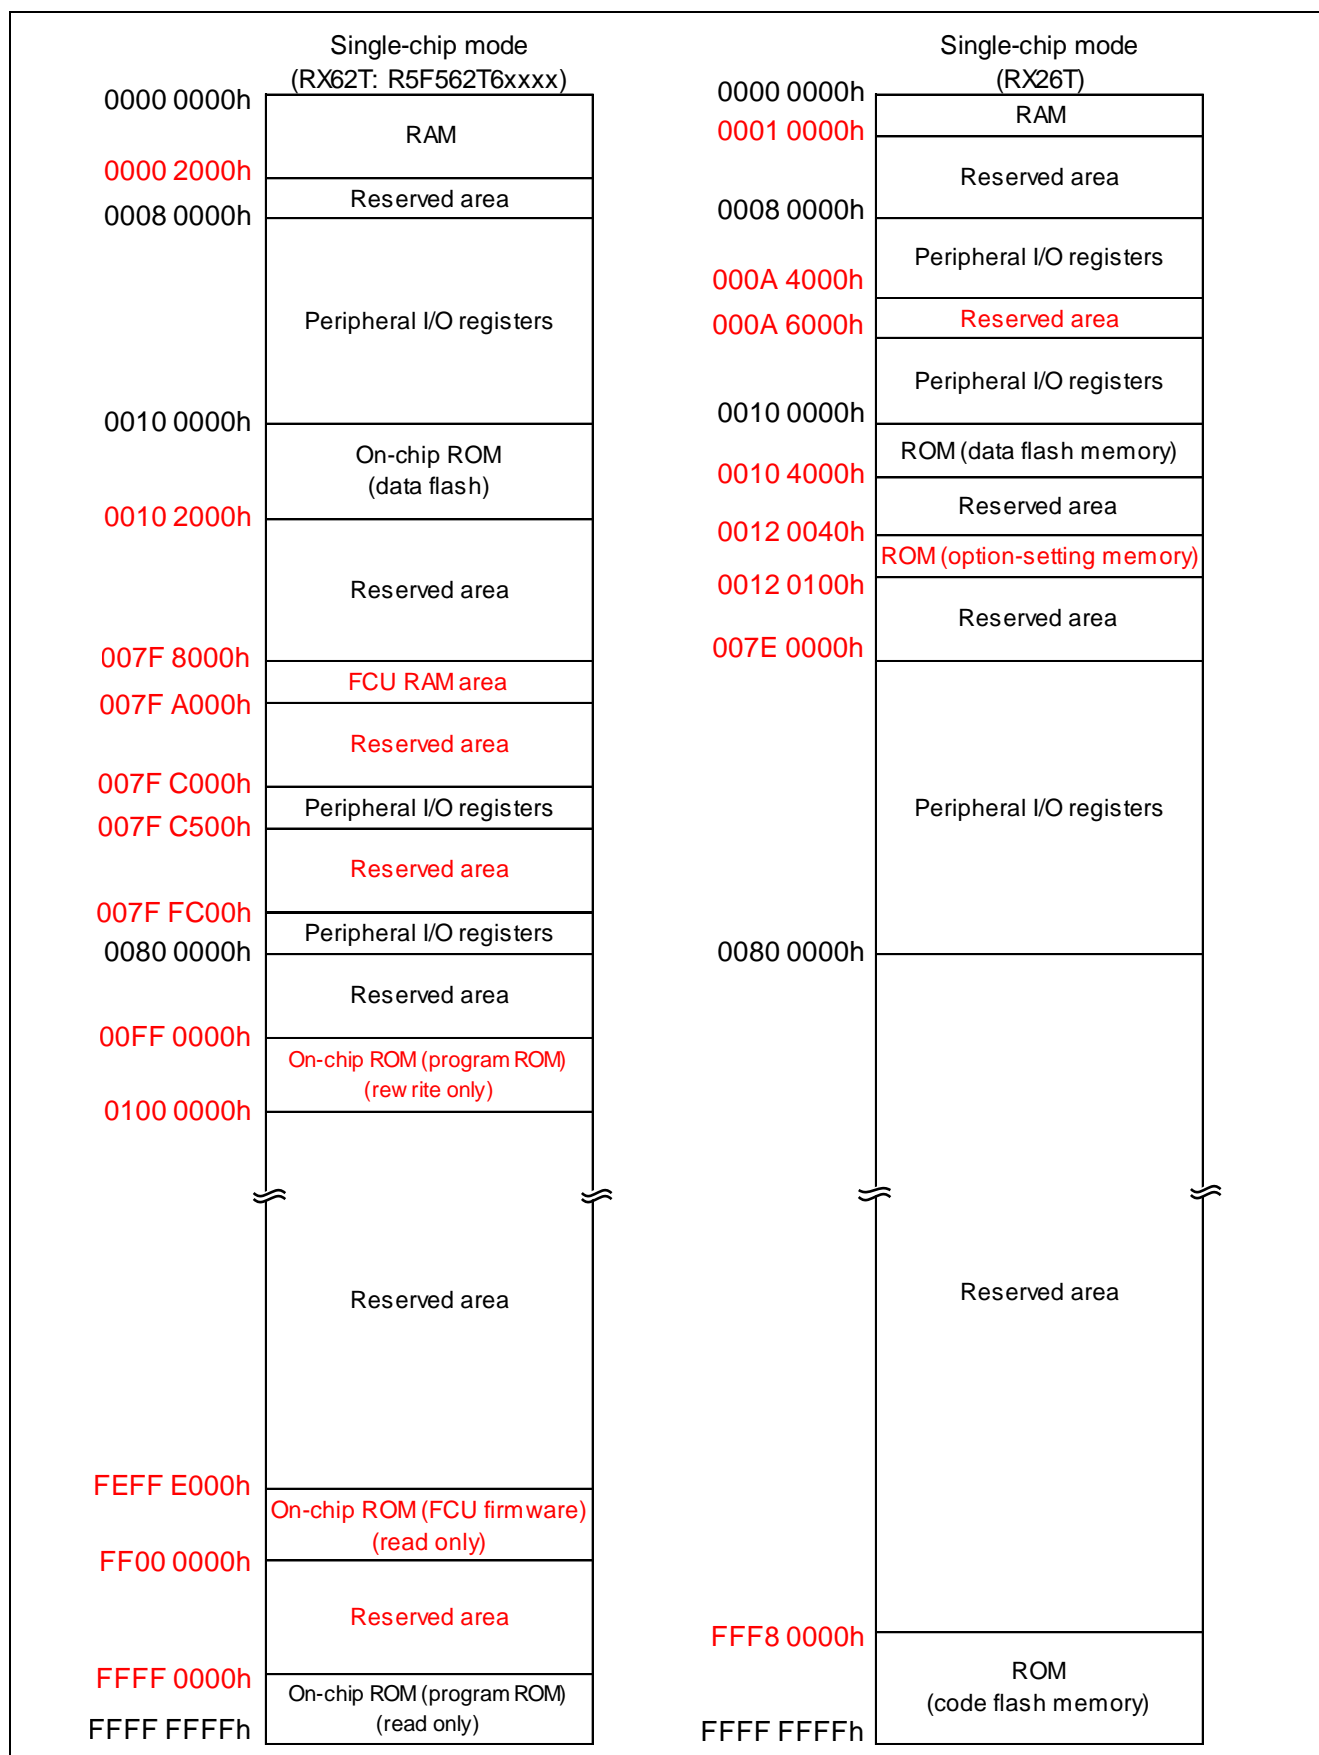 Single-chip mode
(RX62T: R5F562T6xxxx)
0000 0000h
RAM
0000 2000h
Reserved area
0008 0000h
Peripheral I/O registers
0010 0000h
On-chip ROM
(data flash)
0010 2000h
Reserved area
007F 8000h
FCU RAM area
007F A000h
Reserved area
007F C000h
Peripheral I/O registers
007F C500h
Reserved area
007F FC00h
Peripheral I/O registers
0080 0000h
Reserved area
00FF 0000h
On-chip ROM (program ROM)
(rewrite only)
0100 0000h
Reserved area
FEFF E000h
On-chip ROM (FCU firmware)
(read only)
FF00 0000h
Reserved area
FFFF 0000h
On-chip ROM (program ROM)
(read only)
FFFF FFFFh
Single-chip mode
(RX26T)
0000 0000h
RAM
0001 0000h
Reserved area
0008 0000h
Peripheral I/O registers
000A 4000h
Reserved area
000A 6000h
Peripheral I/O registers
0010 0000h
ROM (data flash memory)
0010 4000h
Reserved area
0012 0040h
ROM (option-setting memory)
0012 0100h
Reserved area
007E 0000h
Peripheral I/O registers
0080 0000h
Reserved area
FFF8 0000h
ROM
(code flash memory)
FFFF FFFFh